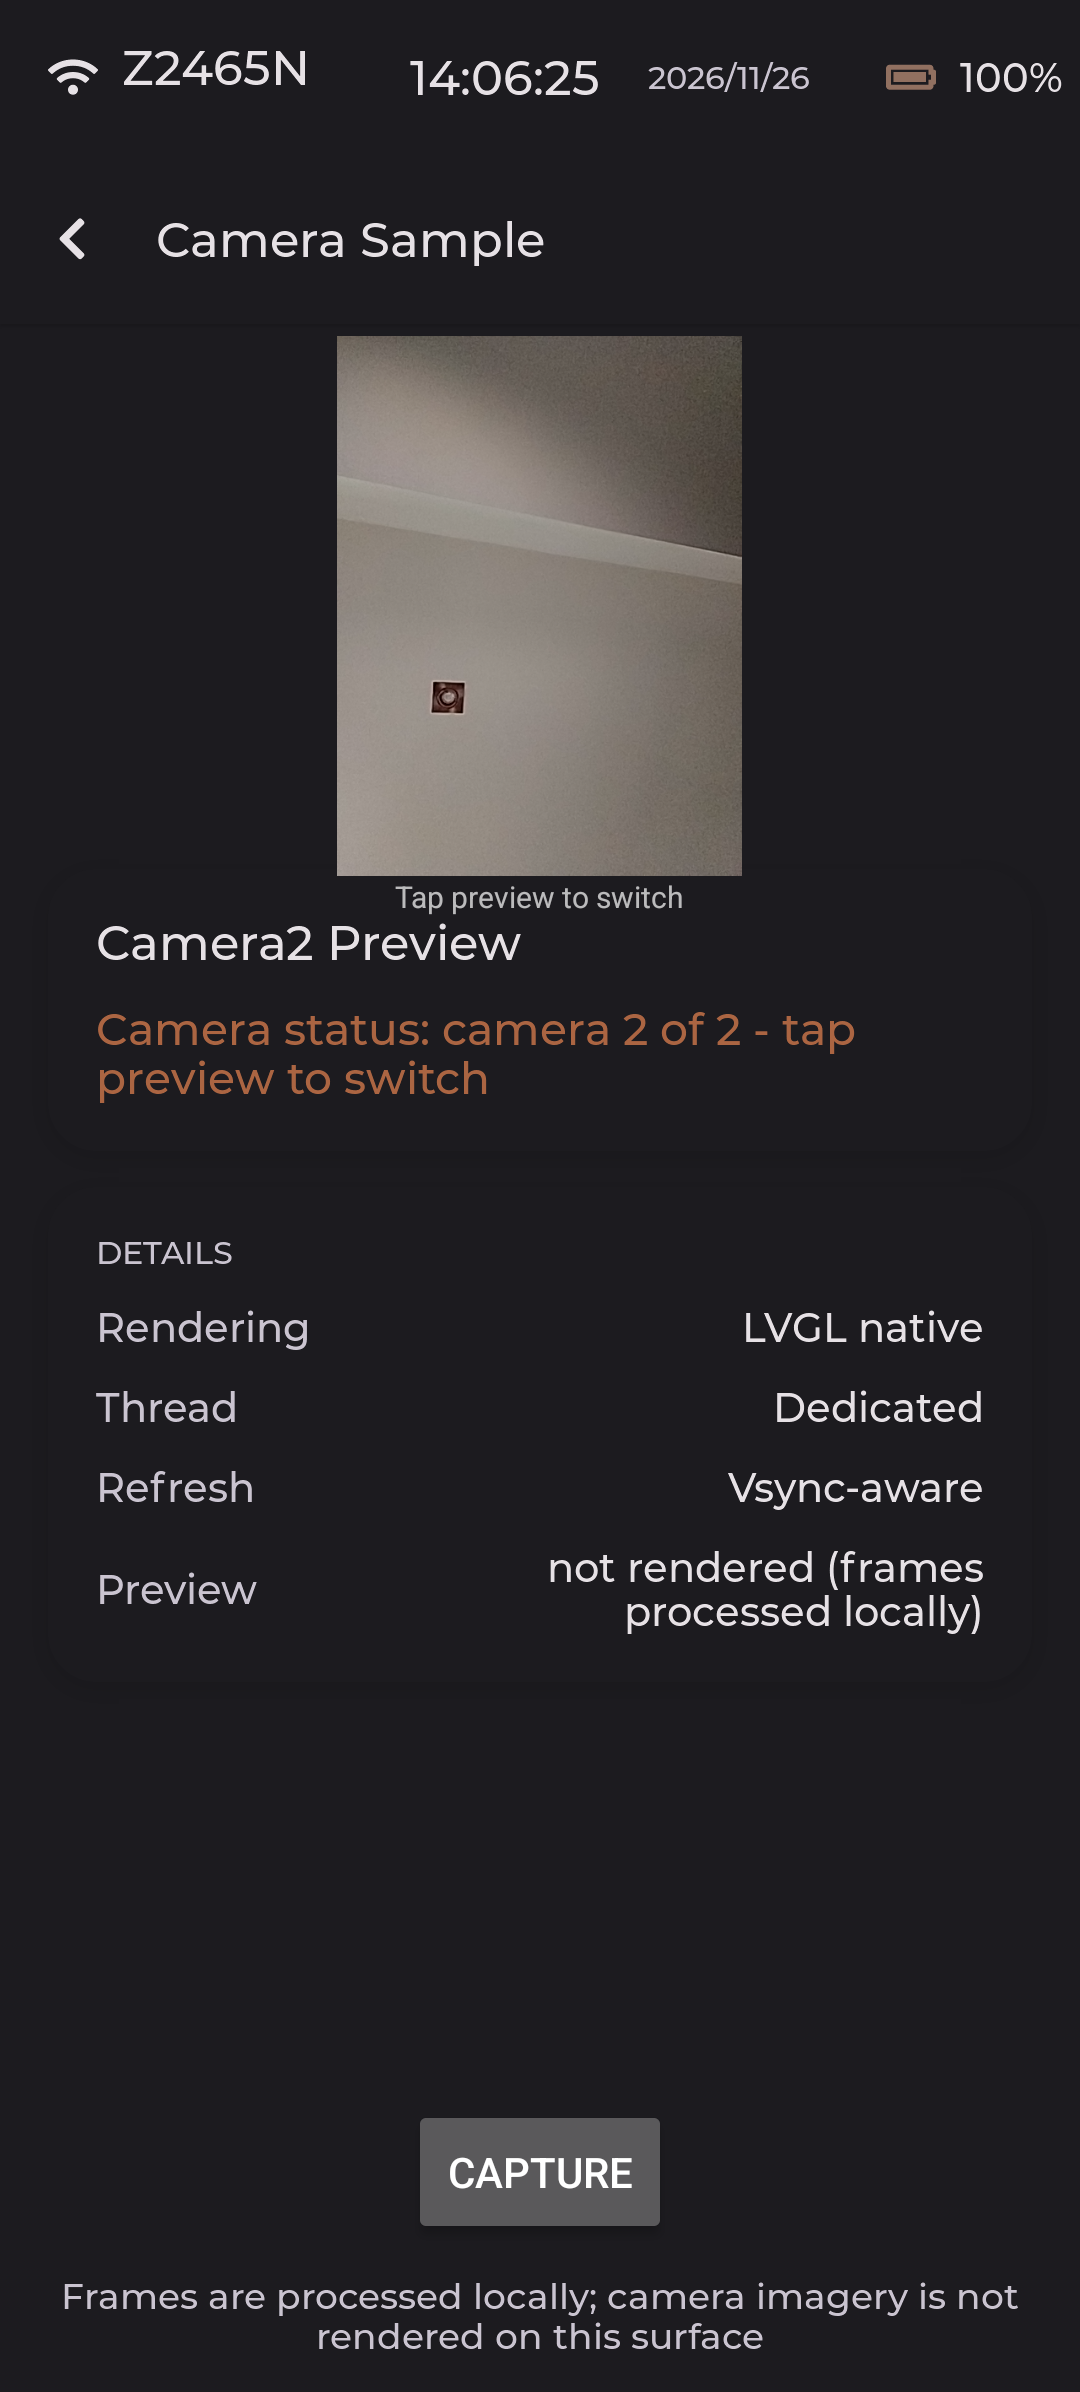 Z2465N 14:06:25 2026/11/26 100%
Camera Sample
Tap preview to switch
Camera2 Preview
Camera status: camera 2 of 2 - tap
preview to switch
DETAILS
Rendering LVGL native
Thread Dedicated
Refresh Vsync-aware
Preview not rendered (frames
processed locally)
CAPTURE
Frames are processed locally; camera imagery is not
rendered on this surface